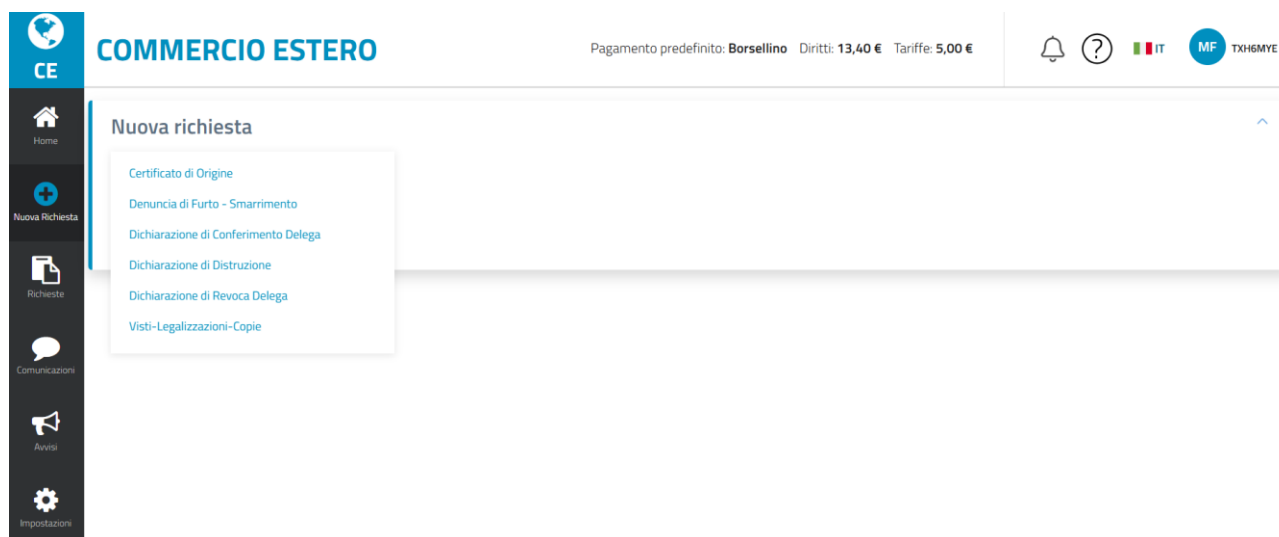 CE
COMMERCIO ESTERO
Pagamento predefinito: Borsellino Diritti: 13,40 € Tariffe: 5,00 €
?
IT
MF
TXH6MYE
Home
Nuova Richiesta
Richieste
Comunicazioni
Avvisi
Impostazioni
Nuova richiesta
Certificato di Origine
Denuncia di Furto - Smarrimento
Dichiarazione di Conferimento Delega
Dichiarazione di Distruzione
Dichiarazione di Revoca Delega
Visti-Legalizzazioni-Copie